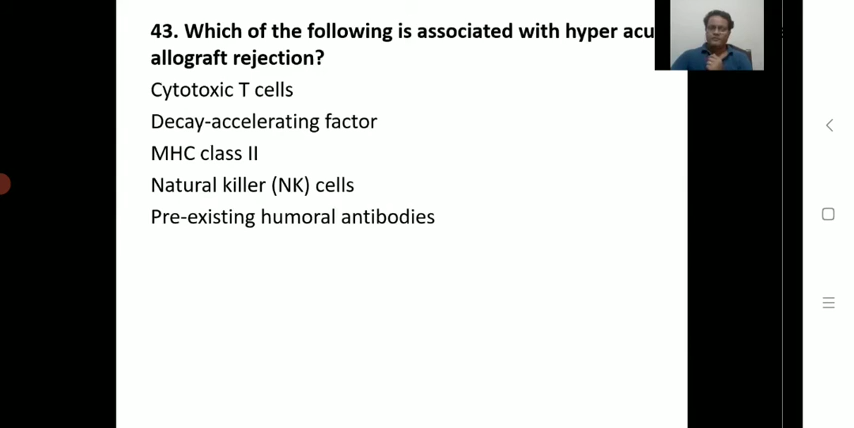 43. Which of the following is associated with hyper acu
allograft rejection?
Cytotoxic T cells
Decay-accelerating factor
MHC class II
Natural killer (NK) cells
Pre-existing humoral antibodies